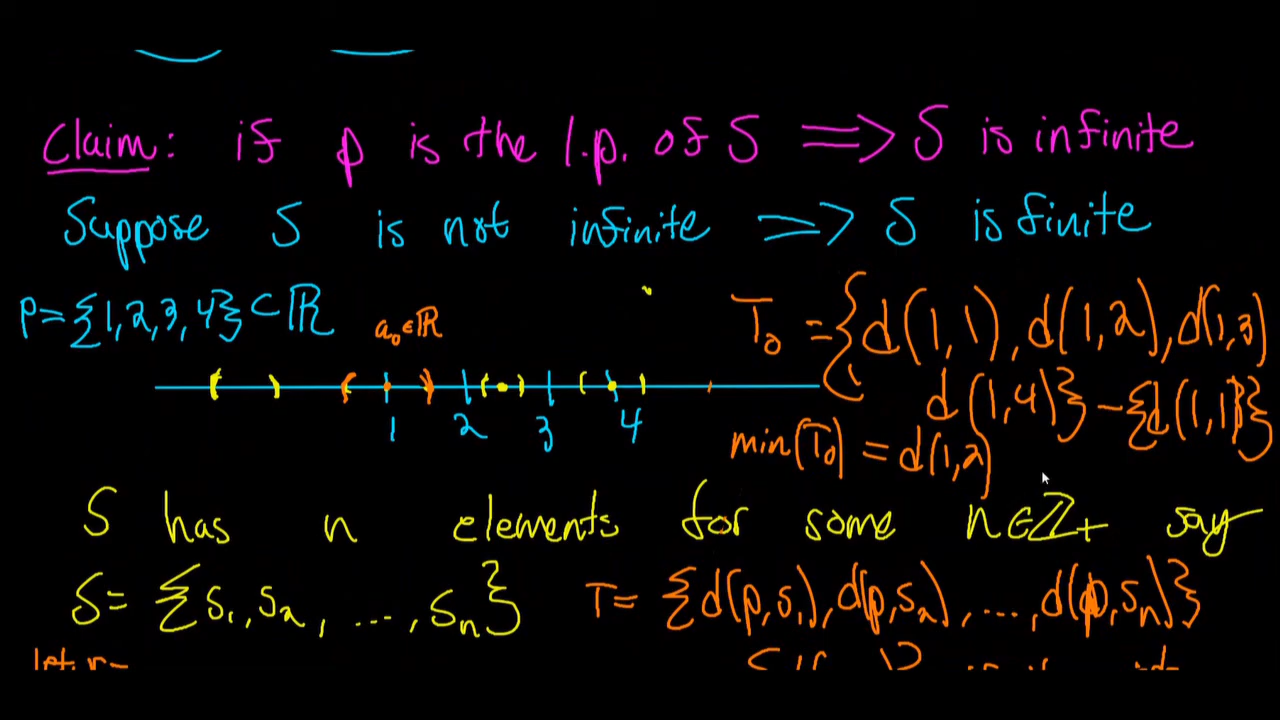 Claim: if p is the l.p. of S ⟹ S is infinite
Suppose S is not infinite ⟹ S is finite
P={1,2,3,4}⊂ℝ
a₀∈ℝ
T₀ = {d(1,1), d(1,2), d(1,3)
d(1,4)} - {d(1,1)}
1 2 3 4
min(T₀) = d(1,2)
S has n elements for some n∈ℤ+ say
S= {s₁, s₂, ..., sₙ} T= {d(p,s₁), d(p,s₂), ..., d(p,sₙ)}